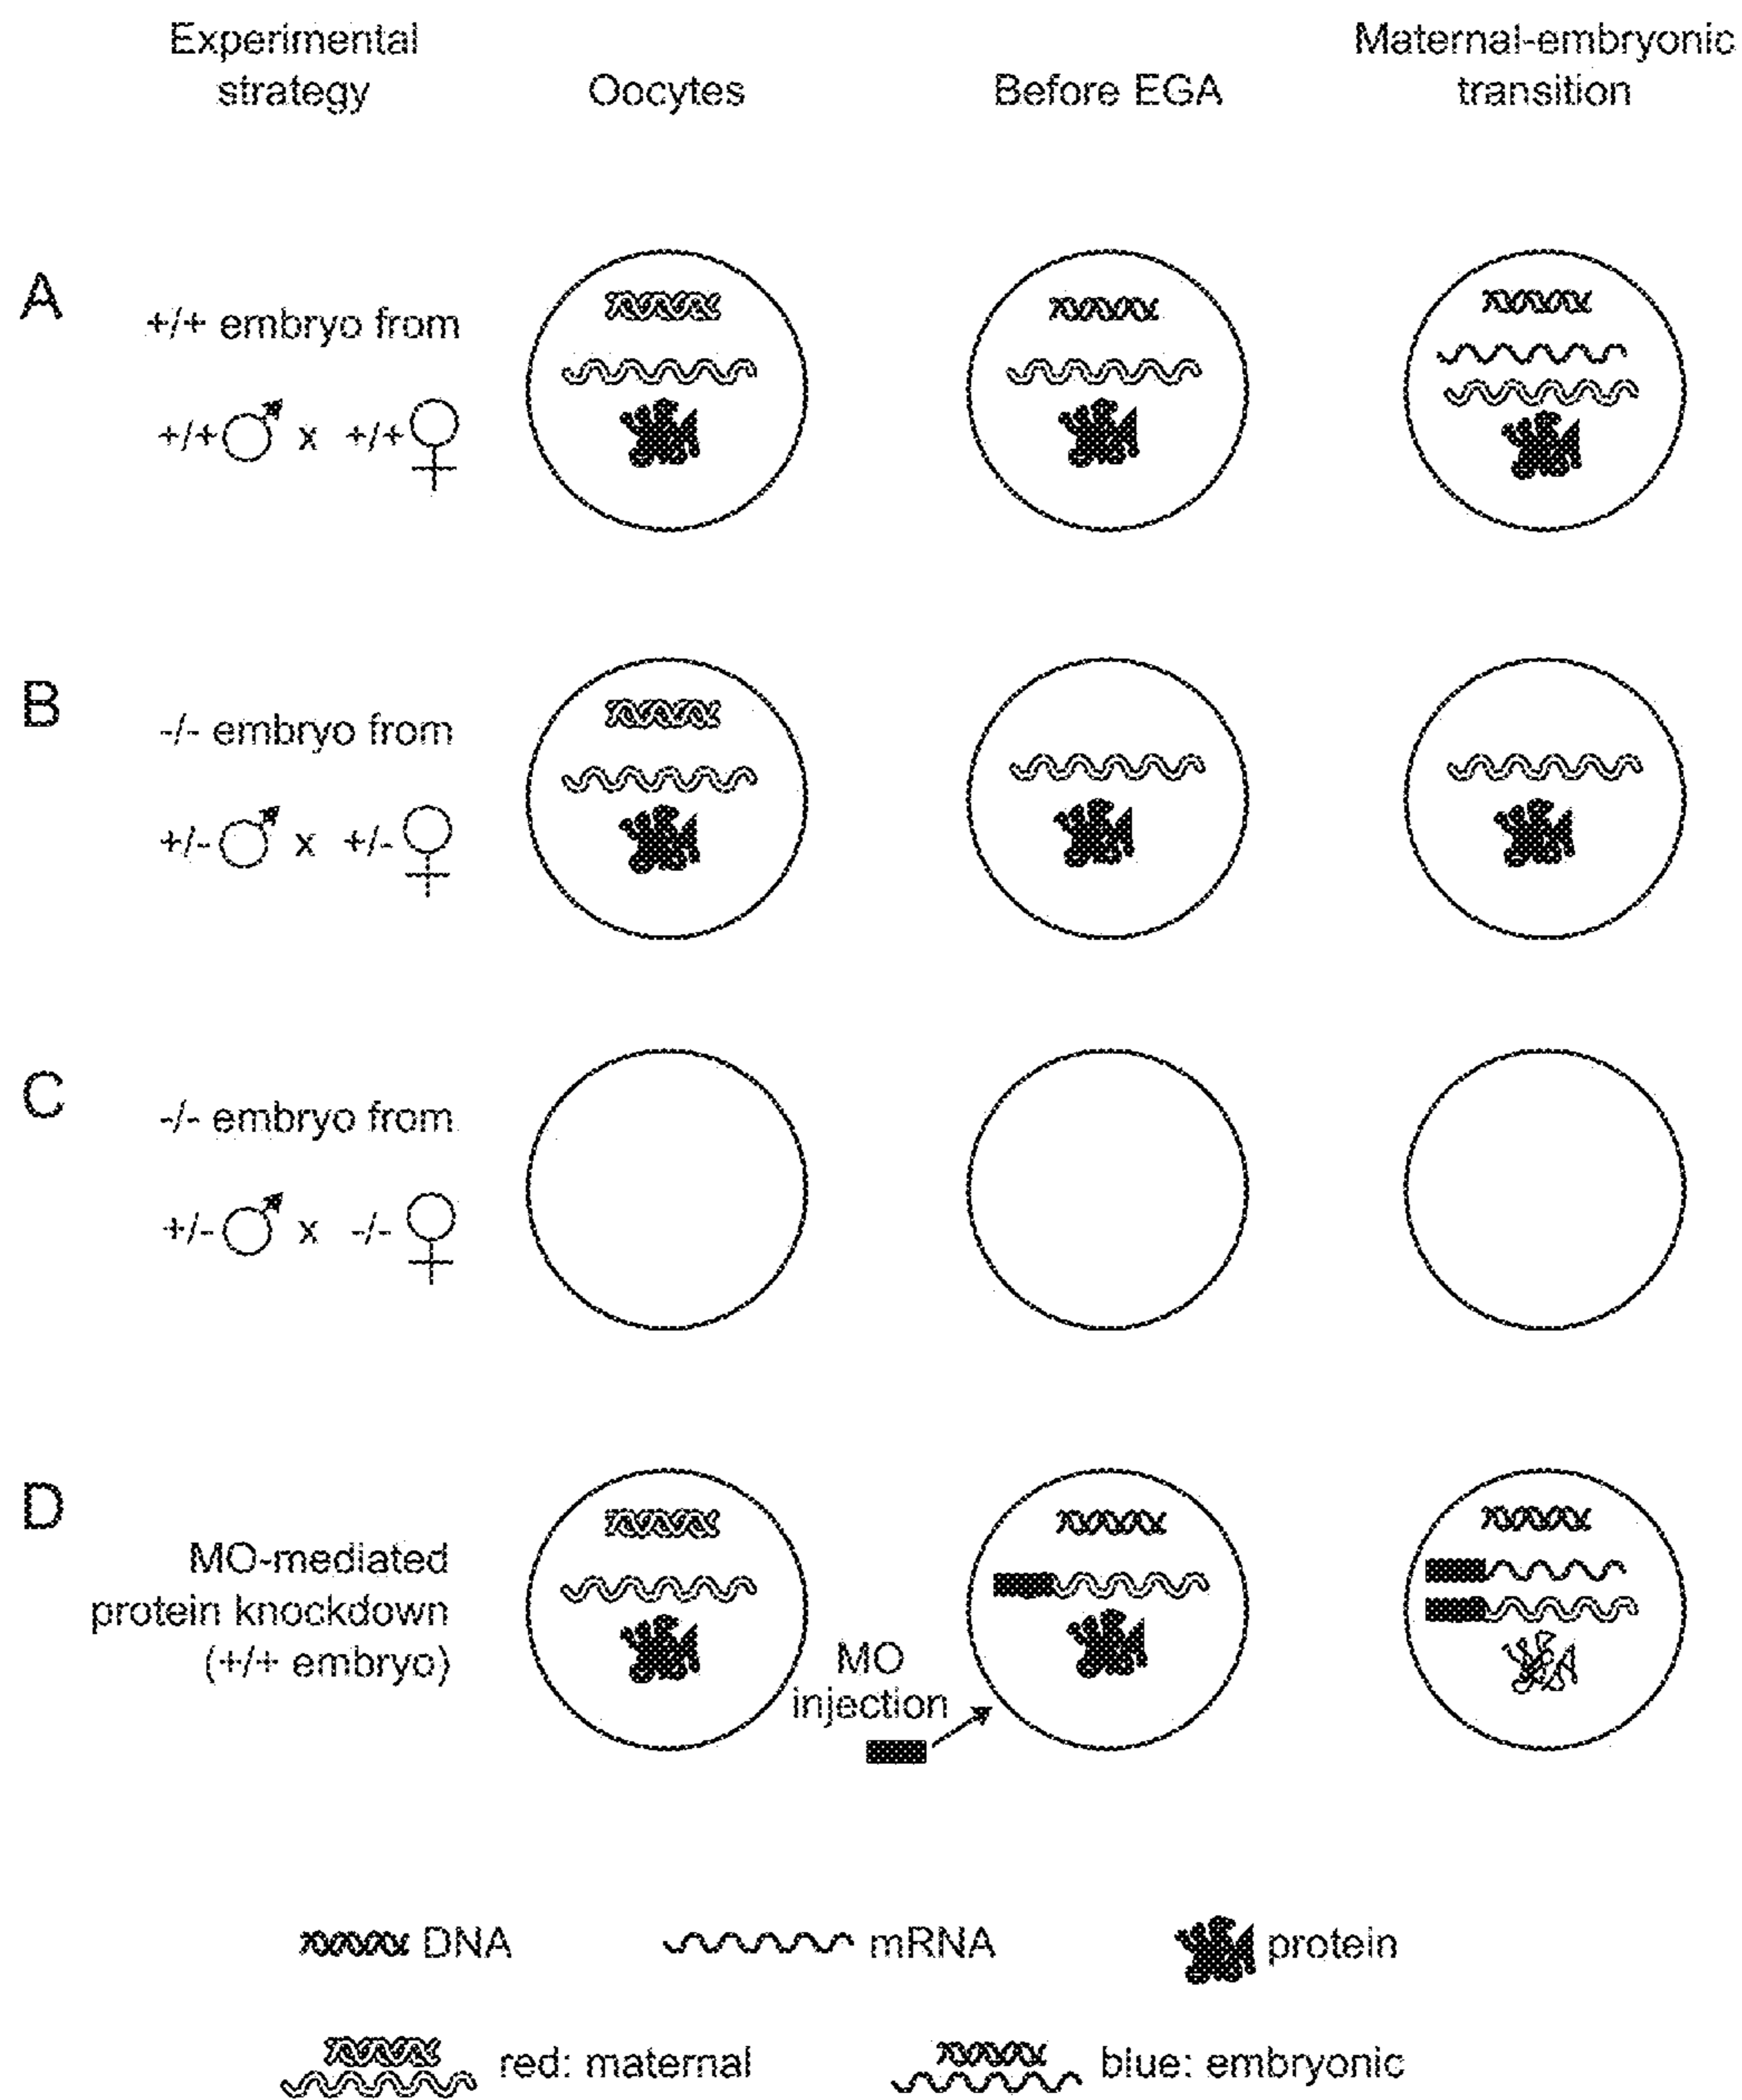 Experimental
strategy
Oocytes
Before EGA
Maternal-embryonic
transition
A
+/+ embryo from
+/+♂ x +/+♀
B
-/- embryo from
+/-♂ x +/-♀
C
-/- embryo from
+/-♂ x -/-♀
D
MO-mediated
protein knockdown
(+/+ embryo)
MO
injection
DNA
mRNA
protein
red: maternal
blue: embryonic